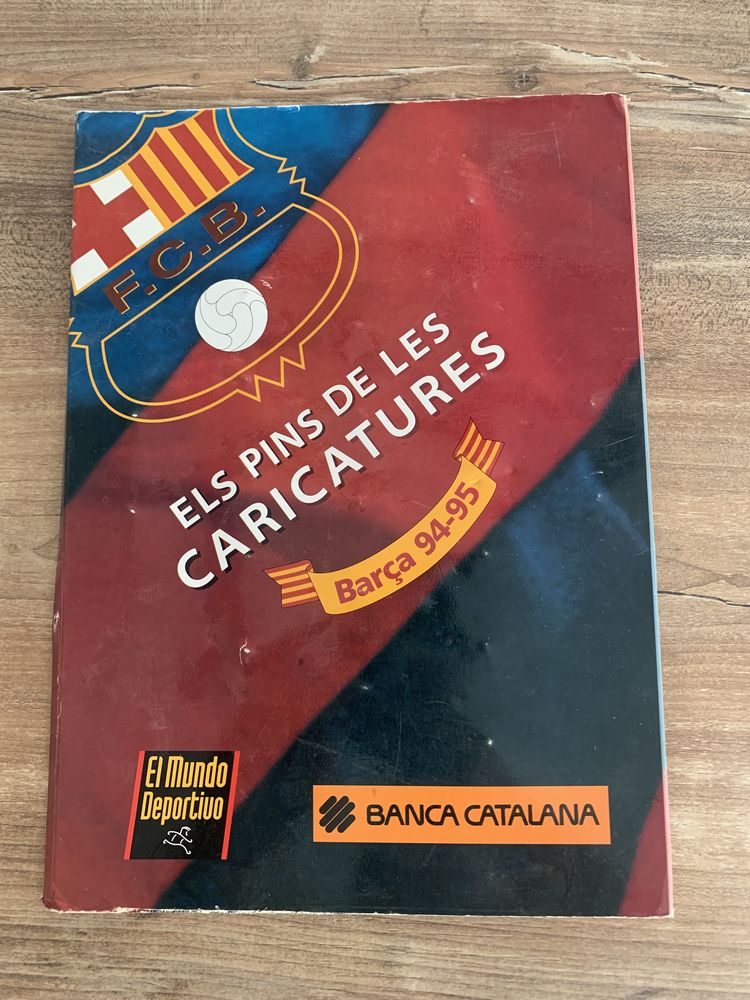 F.C.B.
ELS PINS DE LES
CARICATURES
Barça 94-95
El Mundo
Deportivo
BANCA CATALANA